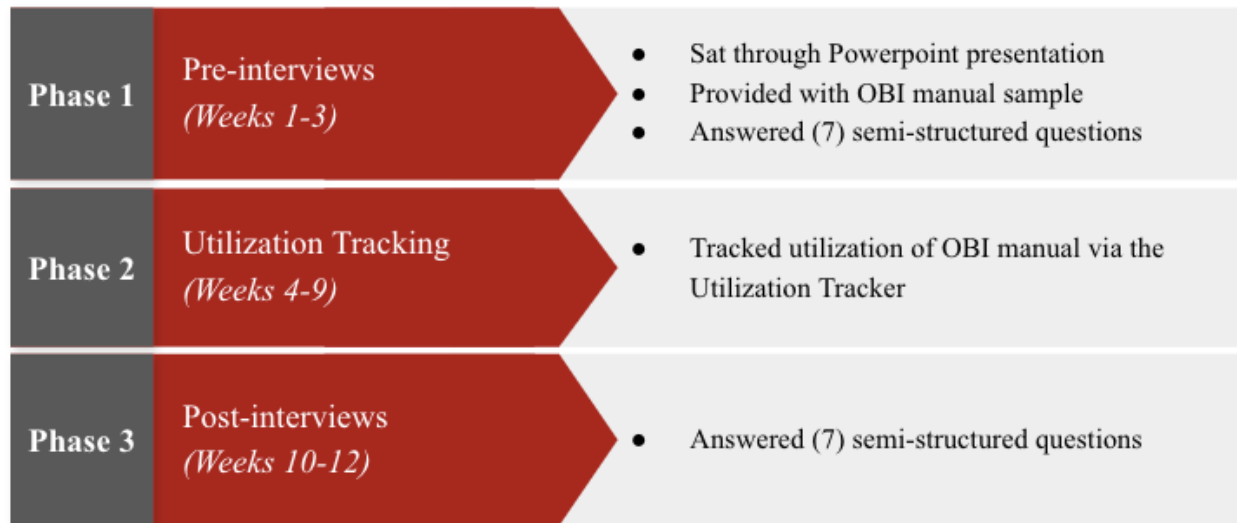 Phase 1
Pre-interviews
(Weeks 1-3)
● Sat through Powerpoint presentation
● Provided with OBI manual sample
● Answered (7) semi-structured questions
Phase 2
Utilization Tracking
(Weeks 4-9)
● Tracked utilization of OBI manual via the
Utilization Tracker
Phase 3
Post-interviews
(Weeks 10-12)
● Answered (7) semi-structured questions